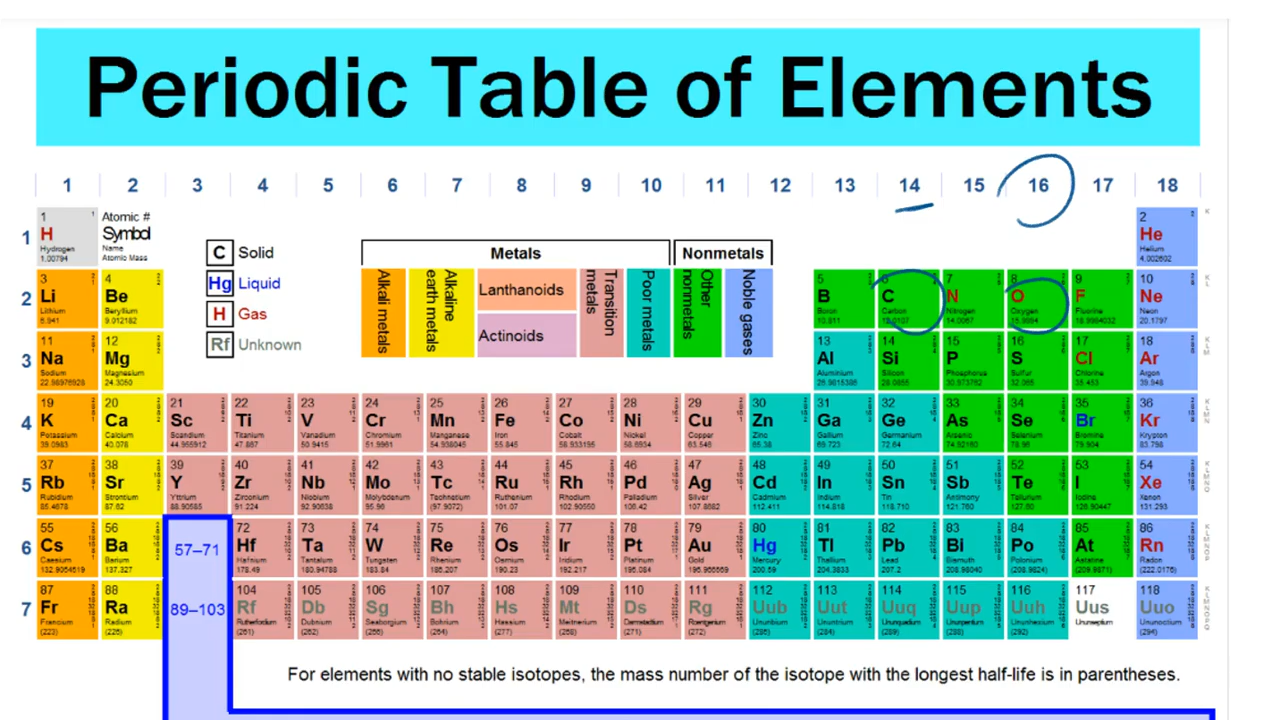 Periodic Table of Elements
1 2 3 4 5 6 7 8 9 10 11 12 13 14 15 16 17 18
1
1
H
Hydrogen
1.00794
Atomic #
Symbol
Name
Atomic Mass
C Solid
Hg Liquid
H Gas
Rf Unknown
Metals
Nonmetals
Alkali metals
Alkaline earth metals
Lanthanoids
Actinoids
Transition metals
Poor metals
Other nonmetals
Noble gases
2
He
Helium
4.002602
2
3 4 5 6 7 8 9 10
Li Be B C N O F Ne
Lithium Beryllium Boron Carbon Nitrogen Oxygen Fluorine Neon
6.941 9.012182 10.811 12.0107 14.0067 15.9994 18.9984032 20.1797
3
11 12 13 14 15 16 17 18
Na Mg Al Si P S Cl Ar
Sodium Magnesium Aluminium Silicon Phosphorus Sulfur Chlorine Argon
22.98976928 24.3050 26.9815386 28.0855 30.973762 32.065 35.453 39.948
4
19 20 21 22 23 24 25 26 27 28 29 30 31 32 33 34 35 36
K Ca Sc Ti V Cr Mn Fe Co Ni Cu Zn Ga Ge As Se Br Kr
Potassium Calcium Scandium Titanium Vanadium Chromium Manganese Iron Cobalt Nickel Copper Zinc Gallium Germanium Arsenic Selenium Bromine Krypton
39.0983 40.078 44.955912 47.867 50.9415 51.9961 54.938045 55.845 58.933195 58.6934 63.546 65.38 69.723 72.64 74.92160 78.96 79.904 83.798
5
37 38 39 40 41 42 43 44 45 46 47 48 49 50 51 52 53 54
Rb Sr Y Zr Nb Mo Tc Ru Rh Pd Ag Cd In Sn Sb Te I Xe
Rubidium Strontium Yttrium Zirconium Niobium Molybdenum Technetium Ruthenium Rhodium Palladium Silver Cadmium Indium Tin Antimony Tellurium Iodine Xenon
85.4678 87.62 88.90585 91.224 92.90638 95.96 (97.9072) 101.07 102.90550 106.42 107.8682 112.411 114.818 118.710 121.760 127.60 126.90447 131.293
6
55 56 57–71 72 73 74 75 76 77 78 79 80 81 82 83 84 85 86
Cs Ba Hf Ta W Re Os Ir Pt Au Hg Tl Pb Bi Po At Rn
Caesium Barium Hafnium Tantalum Tungsten Rhenium Osmium Iridium Platinum Gold Mercury Thallium Lead Bismuth Polonium Astatine Radon
132.9054519 137.327 178.49 180.94788 183.84 186.207 190.23 192.217 195.084 196.966569 200.59 204.3833 207.2 208.98040 (208.9824) (209.9871) (222.0176)
7
87 88 89–103 104 105 106 107 108 109 110 111 112 113 114 115 116 117 118
Fr Ra Rf Db Sg Bh Hs Mt Ds Rg Uub Uut Uuq Uup Uuh Uus Uuo
Francium Radium Rutherfordium Dubnium Seaborgium Bohrium Hassium Meitnerium Darmstadtium Roentgenium Ununbium Ununtrium Ununquadium Ununpentium Ununhexium Ununseptium Ununoctium
(223) (226) (261) (262) (266) (264) (277) (268) (271) (272) (285) (284) (289) (288) (292) (294)
For elements with no stable isotopes, the mass number of the isotope with the longest half-life is in parentheses.